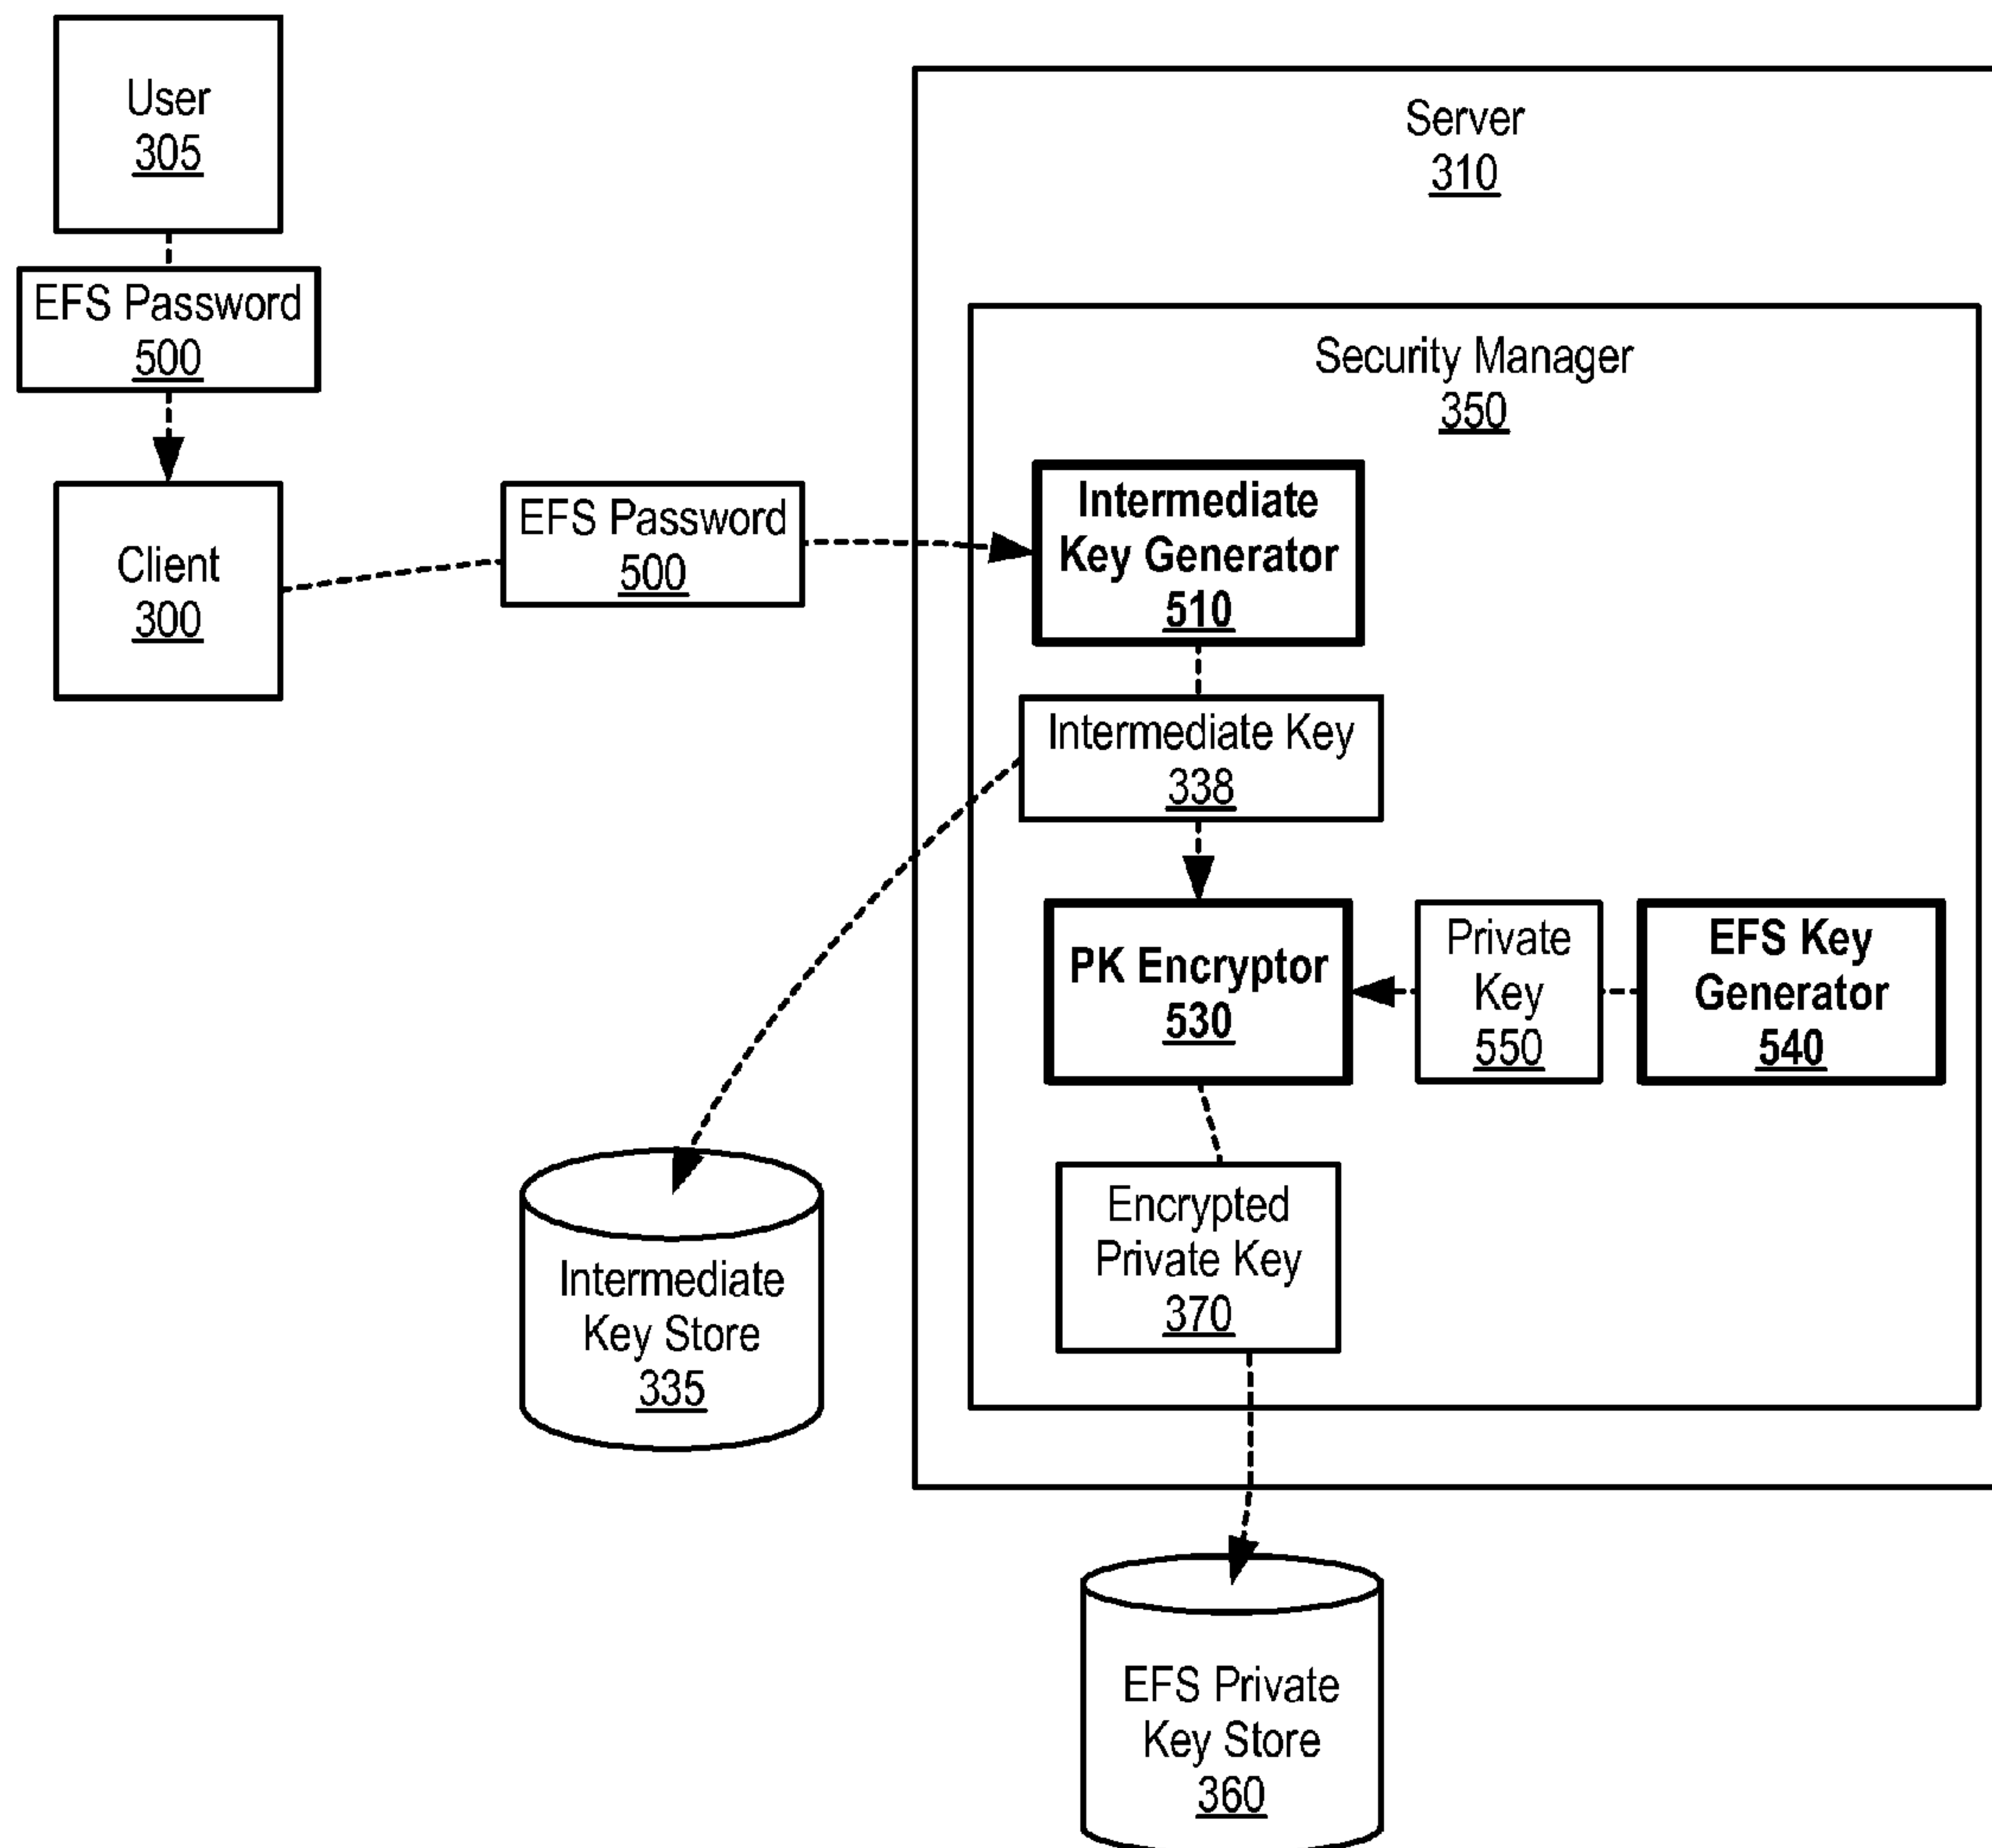 User
305
EFS Password
500
Client
300
EFS Password
500
Server
310
Security Manager
350
Intermediate
Key Generator
510
Intermediate Key
338
PK Encryptor
530
Private
Key
550
EFS Key
Generator
540
Encrypted
Private Key
370
Intermediate
Key Store
335
EFS Private
Key Store
360